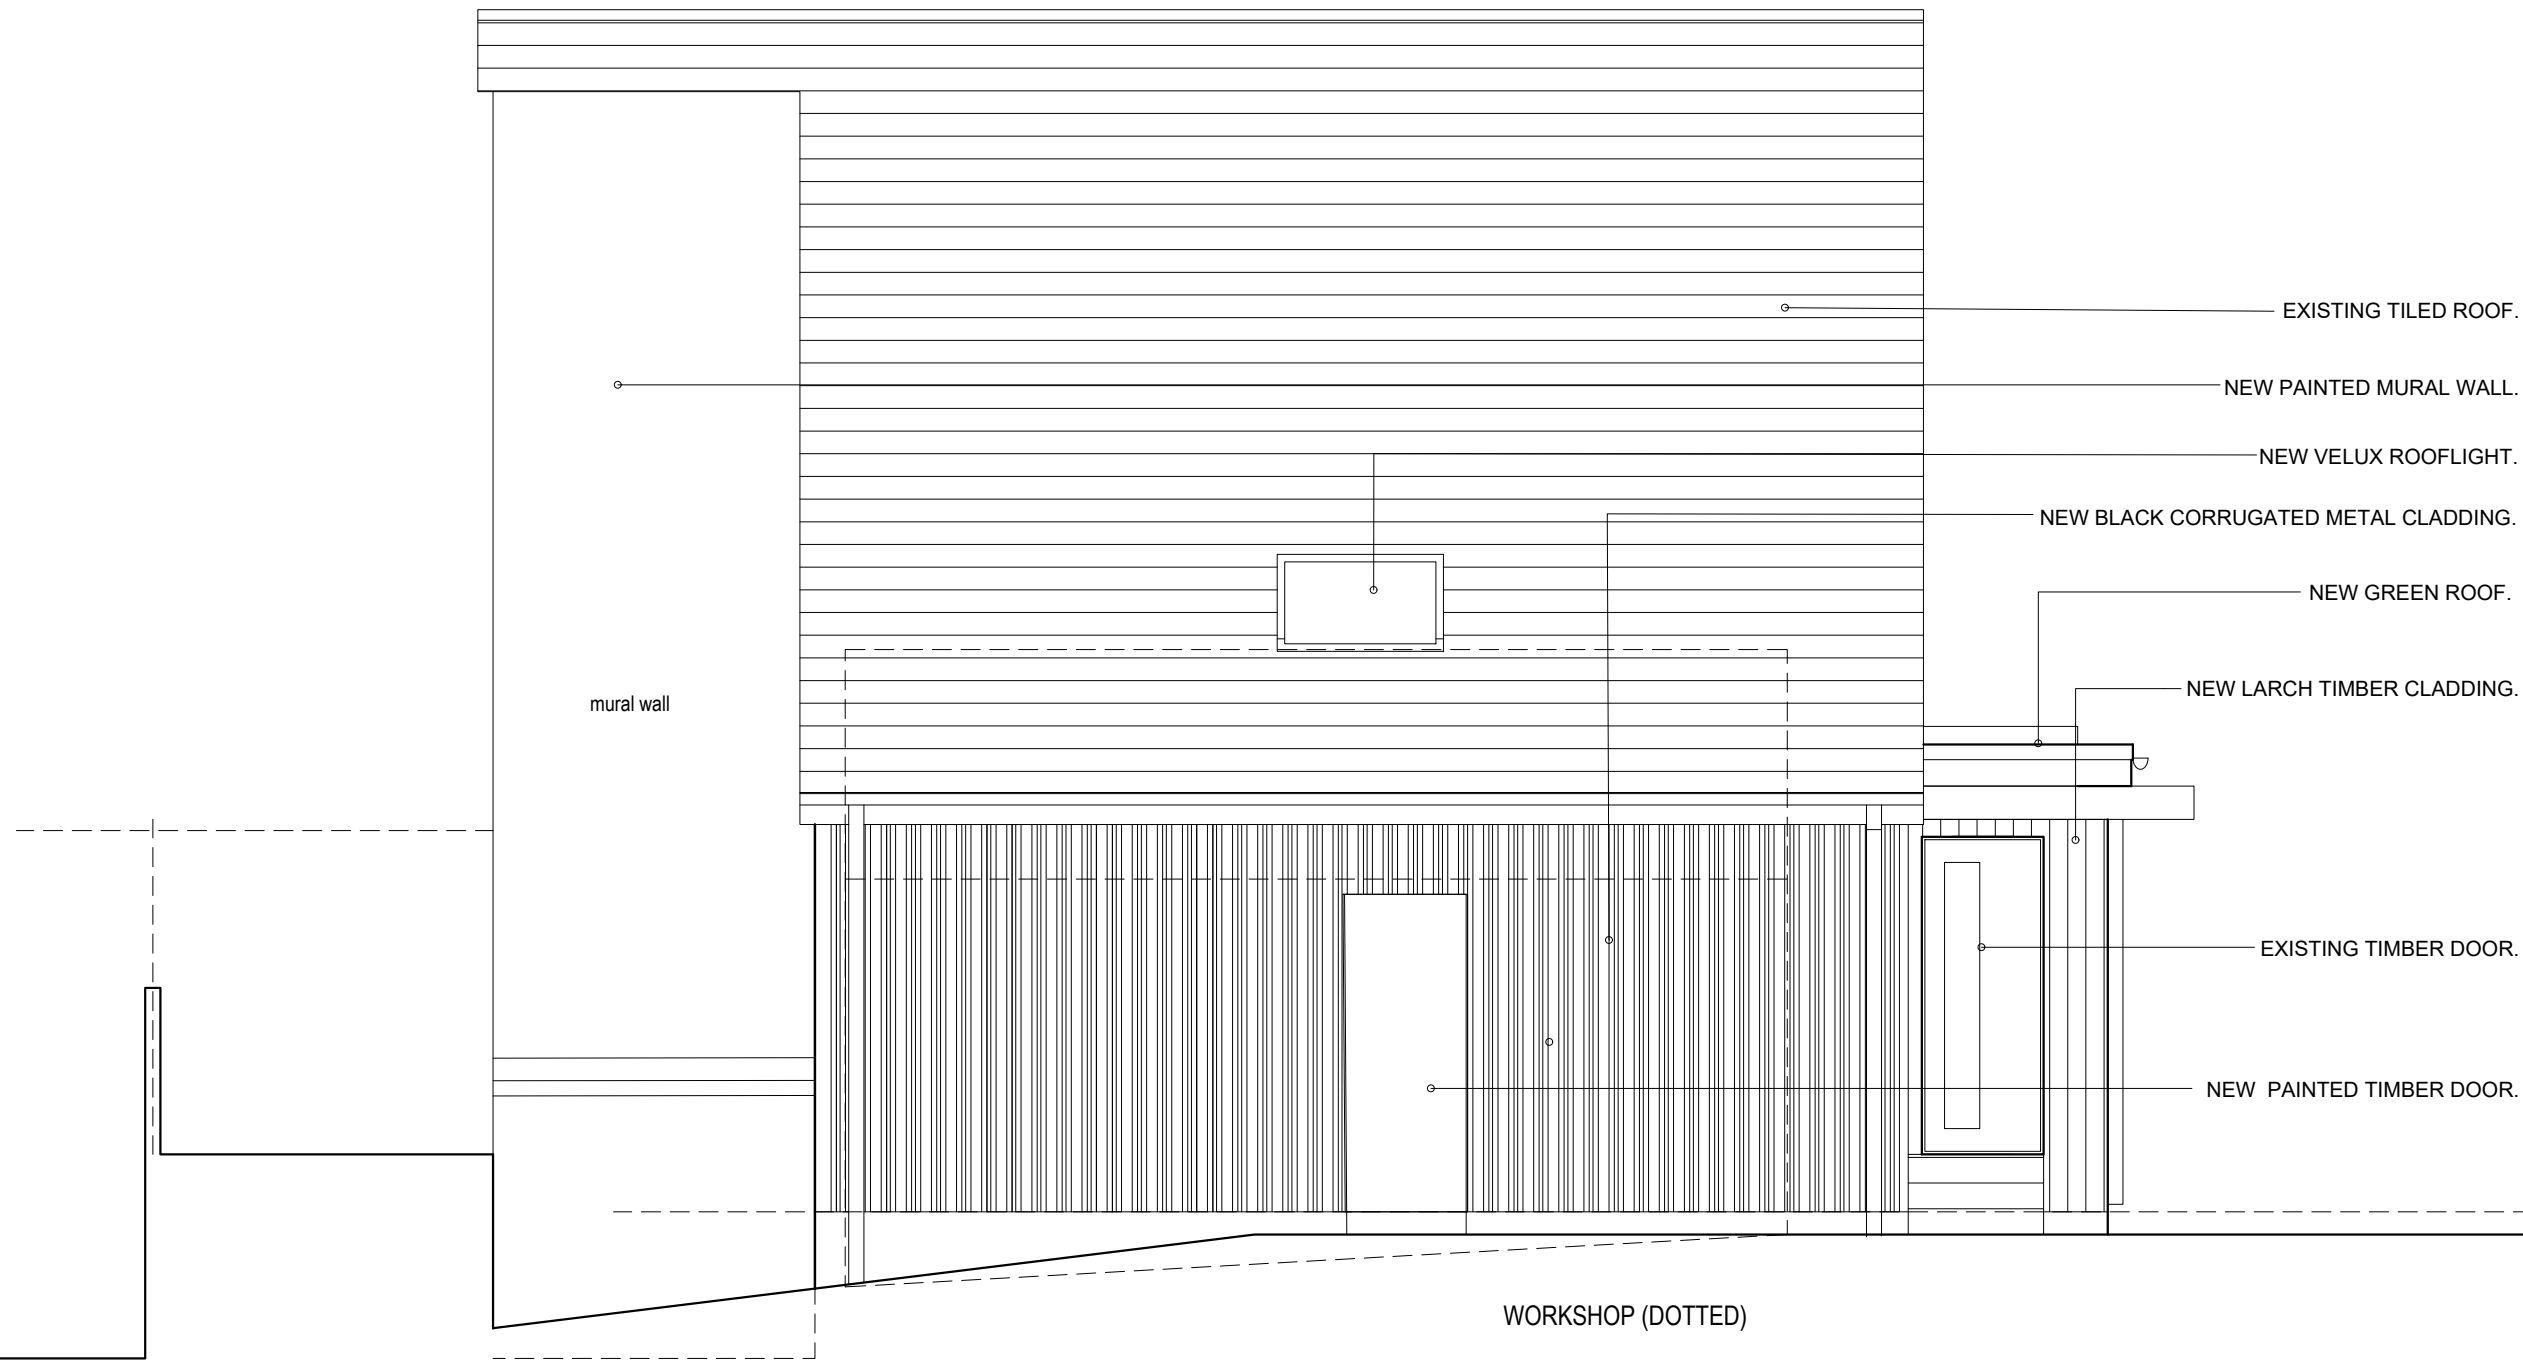 EXISTING TILED ROOF.
NEW PAINTED MURAL WALL.
NEW VELUX ROOFLIGHT.
NEW BLACK CORRUGATED METAL CLADDING.
NEW GREEN ROOF.
NEW LARCH TIMBER CLADDING.
mural wall
EXISTING TIMBER DOOR.
NEW  PAINTED TIMBER DOOR.
WORKSHOP (DOTTED)